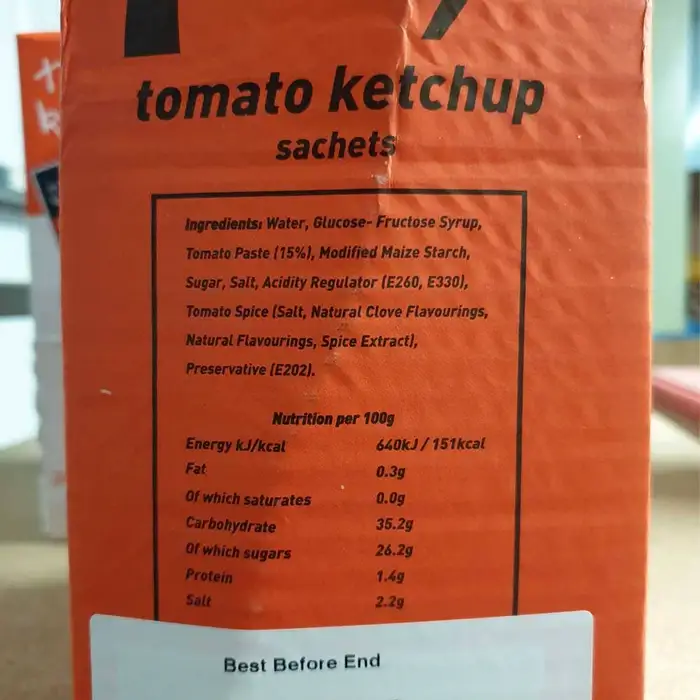 tomato ketchup
sachets
Ingredients: Water, Glucose- Fructose Syrup,
Tomato Paste (15%), Modified Maize Starch,
Sugar, Salt, Acidity Regulator (E260, E330),
Tomato Spice (Salt, Natural Clove Flavourings,
Natural Flavourings, Spice Extract),
Preservative (E202).
Nutrition per 100g
Energy kJ/kcal 640kJ / 151kcal
Fat 0.3g
Of which saturates 0.0g
Carbohydrate 35.2g
Of which sugars 26.2g
Protein 1.4g
Salt 2.2g
Best Before End